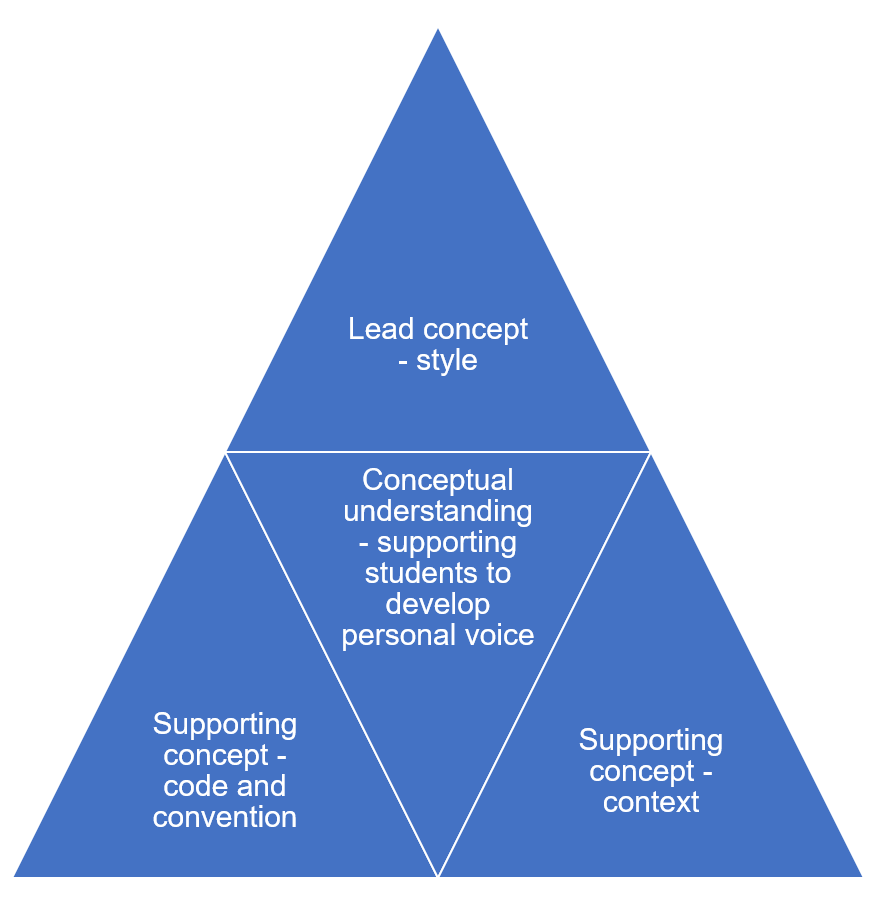 Lead concept
- style
Conceptual
understanding
- supporting
students to
develop
personal voice
Supporting
concept -
code and
convention
Supporting
concept -
context